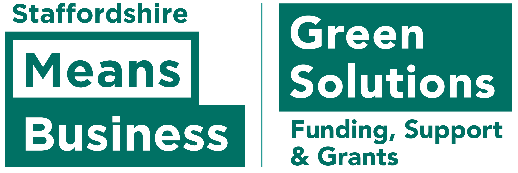 Staffordshire
Means
Business
Green
Solutions
Funding, Support
& Grants